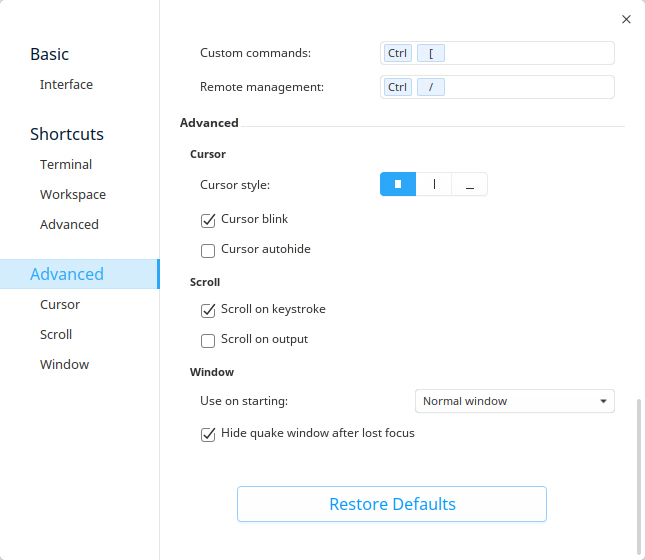 Basic
Interface
Shortcuts
Terminal
Workspace
Advanced
Advanced
Cursor
Scroll
Window
Custom commands: Ctrl [
Remote management: Ctrl /
Advanced
Cursor
Cursor style:
Cursor blink
Cursor autohide
Scroll
Scroll on keystroke
Scroll on output
Window
Use on starting: Normal window
Hide quake window after lost focus
Restore Defaults